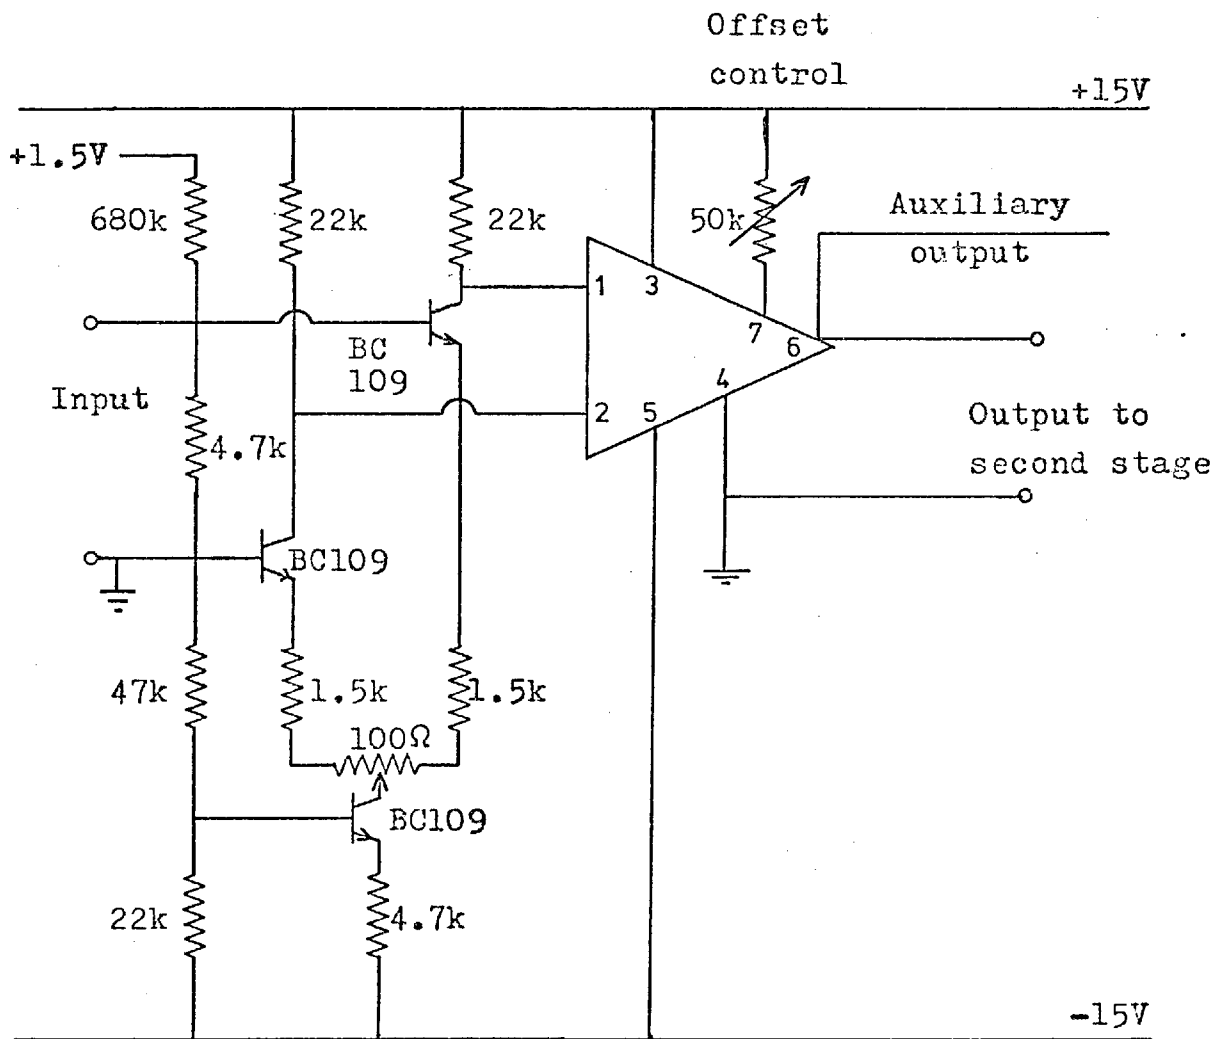 Offset
control
+15V
+1.5V
680k
22k
22k
50k
Auxiliary
output
1
3
7
6
BC
109
4
Input
2
5
Output to
second stage
4.7k
BC109
47k
1.5k
1.5k
100Ω
BC109
22k
4.7k
-15V